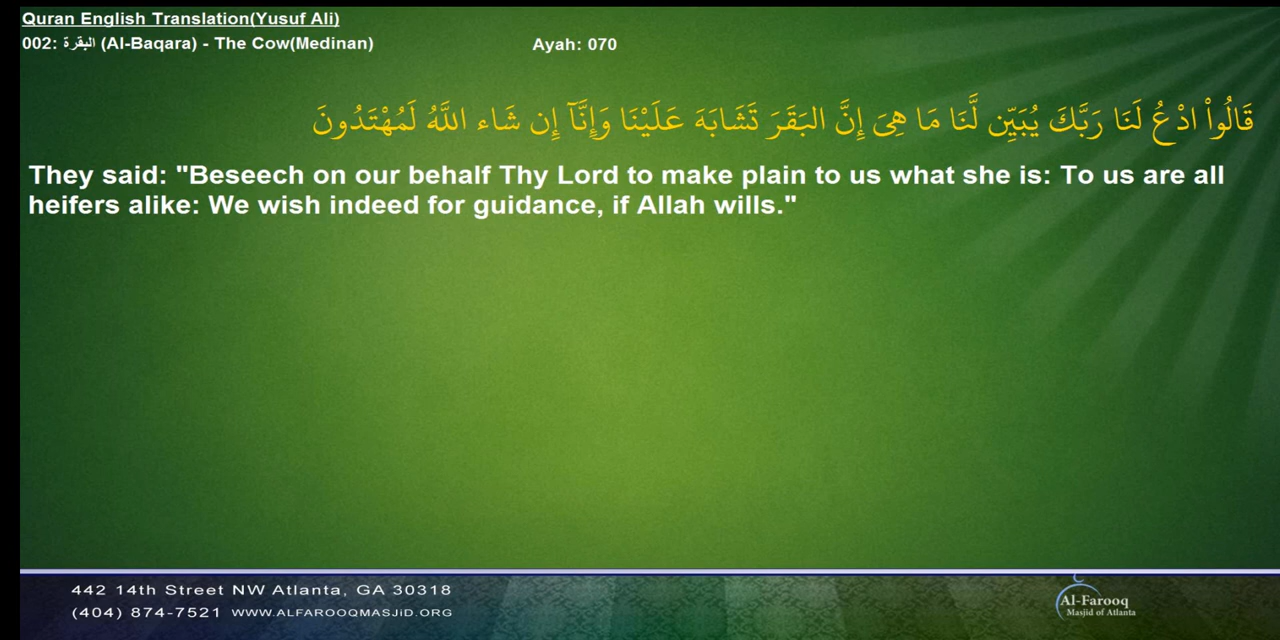 Quran English Translation(Yusuf Ali)
002: البقرة (Al-Baqara) - The Cow(Medinan)
Ayah: 070
قَالُواْ ادْعُ لَنَا رَبَّكَ يُبَيِّن لَّنَا مَا هِىَ إِنَّ البَقَرَ تَشَابَهَ عَلَيْنَا وَإِنَّآ إِن شَاء اللَّهُ لَمُهْتَدُونَ
They said: "Beseech on our behalf Thy Lord to make plain to us what she is: To us are all
heifers alike: We wish indeed for guidance, if Allah wills."
442 14th Street NW Atlanta, GA 30318
(404) 874-7521 WWW.ALFAROOQMASJiD.ORG
Al-Farooq
Masjid of Atlanta